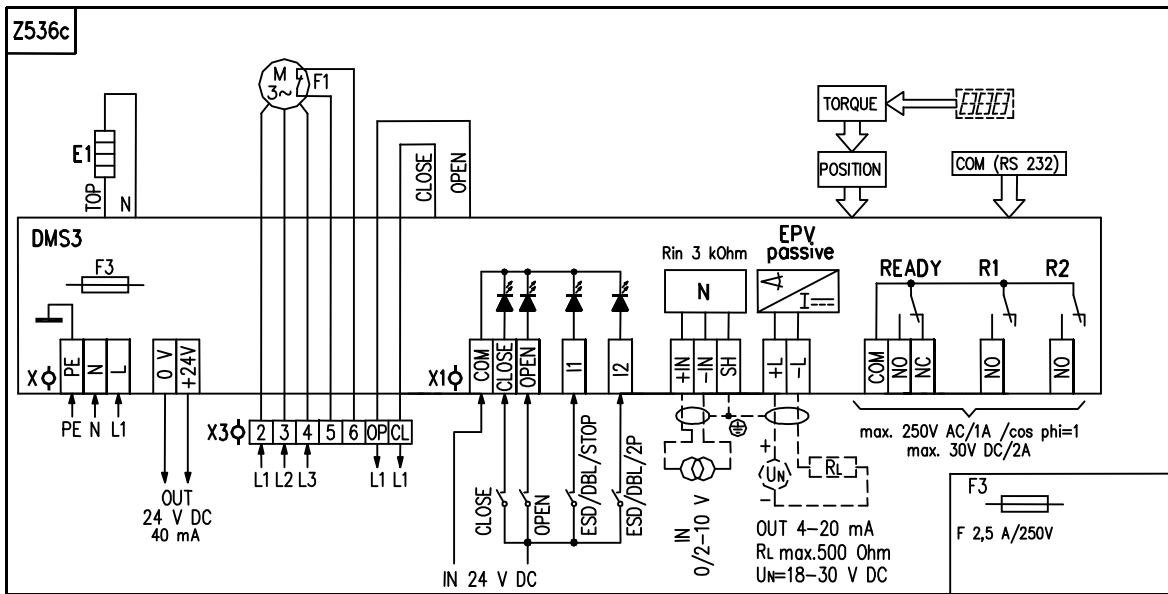 Z536c
M
3~
F1
E1
TOP
N
CLOSE
OPEN
TORQUE
POSITION
COM (RS 232)
DMS3
F3
Rin 3 kOhm
N
EPV
passive
I
READY
R1
R2
X
PE
N
L
0 V
+24V
X1
COM
CLOSE
OPEN
I1
I2
+IN
-IN
SH
+L
-L
COM
NO
NC
NO
NO
PE N L1
X3
2
3
4
5
6
OP
CL
L1 L2 L3
L1 L1
OUT
24 V DC
40 mA
CLOSE
OPEN
ESD/DBL/STOP
ESD/DBL/2P
IN 24 V DC
IN
0/2-10 V
+
UN
-
RL
OUT 4-20 mA
RL max.500 Ohm
UN=18-30 V DC
max. 250V AC/1A /cos phi=1
max. 30V DC/2A
F3
F 2,5 A/250V